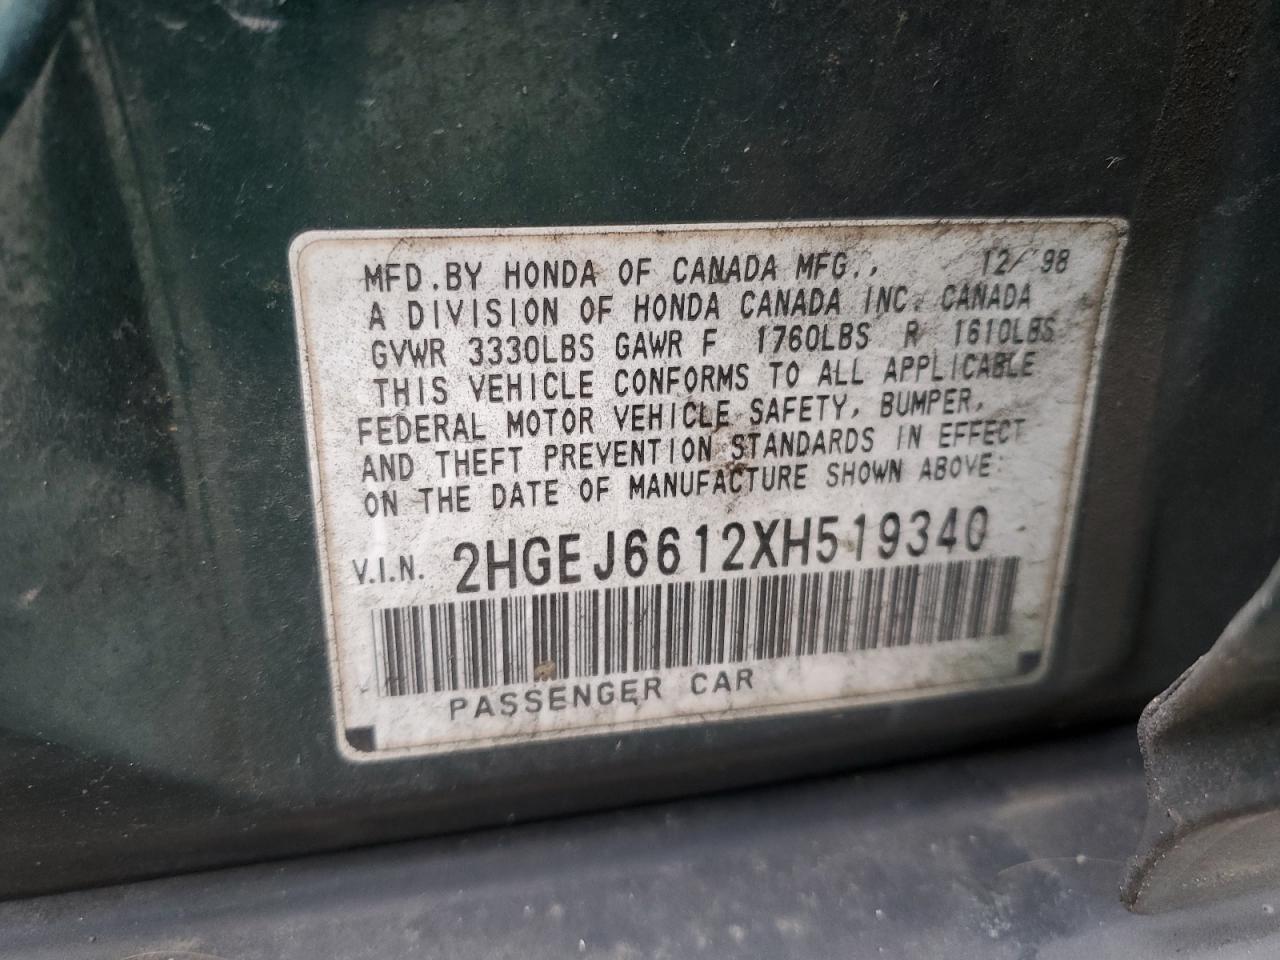 MFD.BY HONDA OF CANADA MFG., 12/'98
A DIVISION OF HONDA CANADA INC. CANADA
GVWR 3330LBS GAWR F 1760LBS R 1610LBS
THIS VEHICLE CONFORMS TO ALL APPLICABLE
FEDERAL MOTOR VEHICLE SAFETY, BUMPER,
AND THEFT PREVENTION STANDARDS IN EFFECT
ON THE DATE OF MANUFACTURE SHOWN ABOVE.
V.I.N. 2HGEJ6612XH519340
PASSENGER CAR